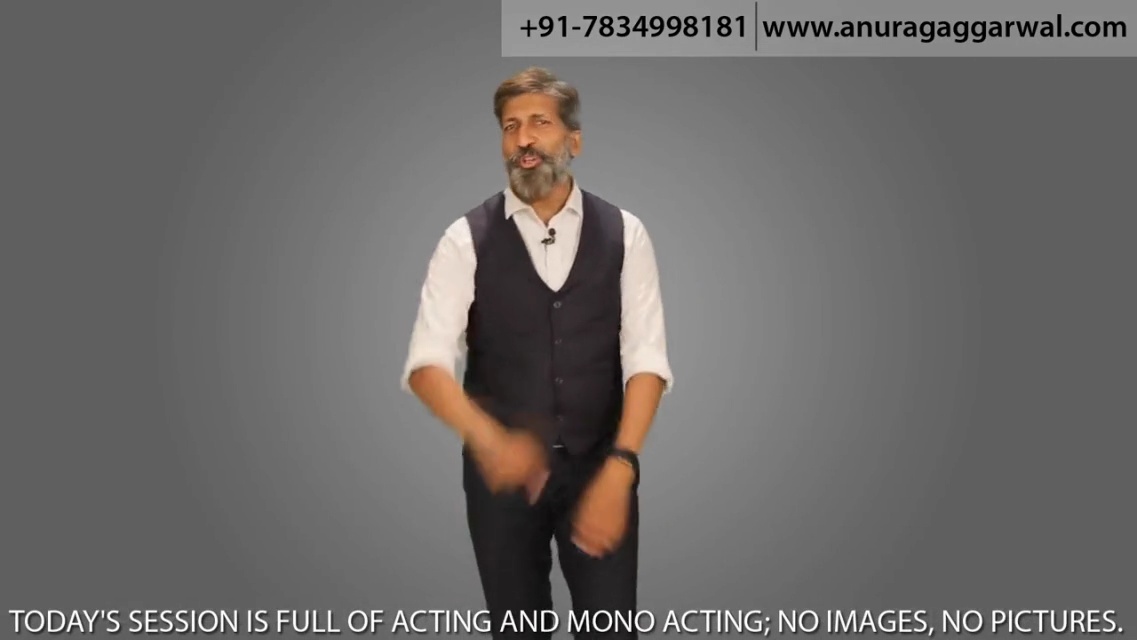 +91-7834998181 | www.anuragaggarwal.com
TODAY'S SESSION IS FULL OF ACTING AND MONO ACTING; NO IMAGES, NO PICTURES.